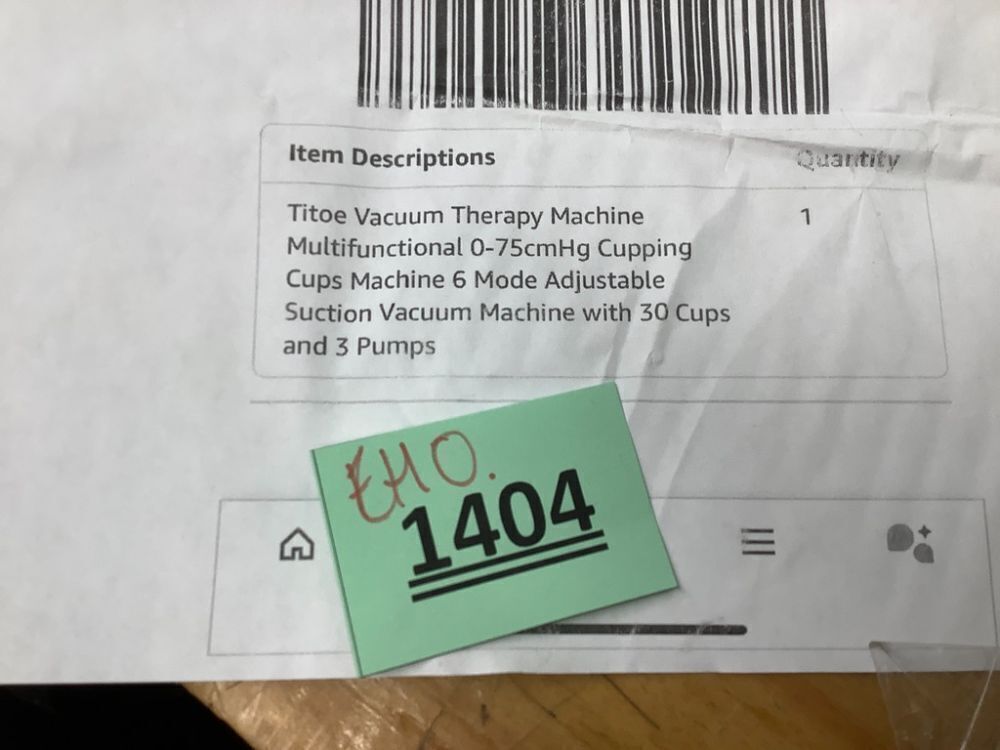 Item Descriptions Quantity
Titoe Vacuum Therapy Machine 1
Multifunctional 0-75cmHg Cupping
Cups Machine 6 Mode Adjustable
Suction Vacuum Machine with 30 Cups
and 3 Pumps
EHO.
1404